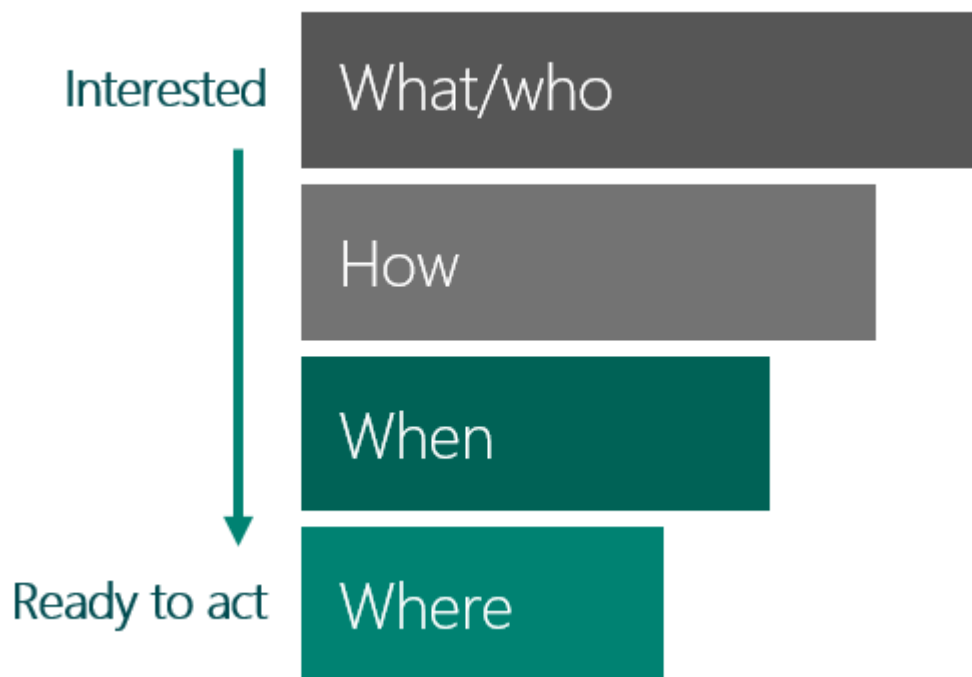 Interested
What/who
How
When
Ready to act
Where